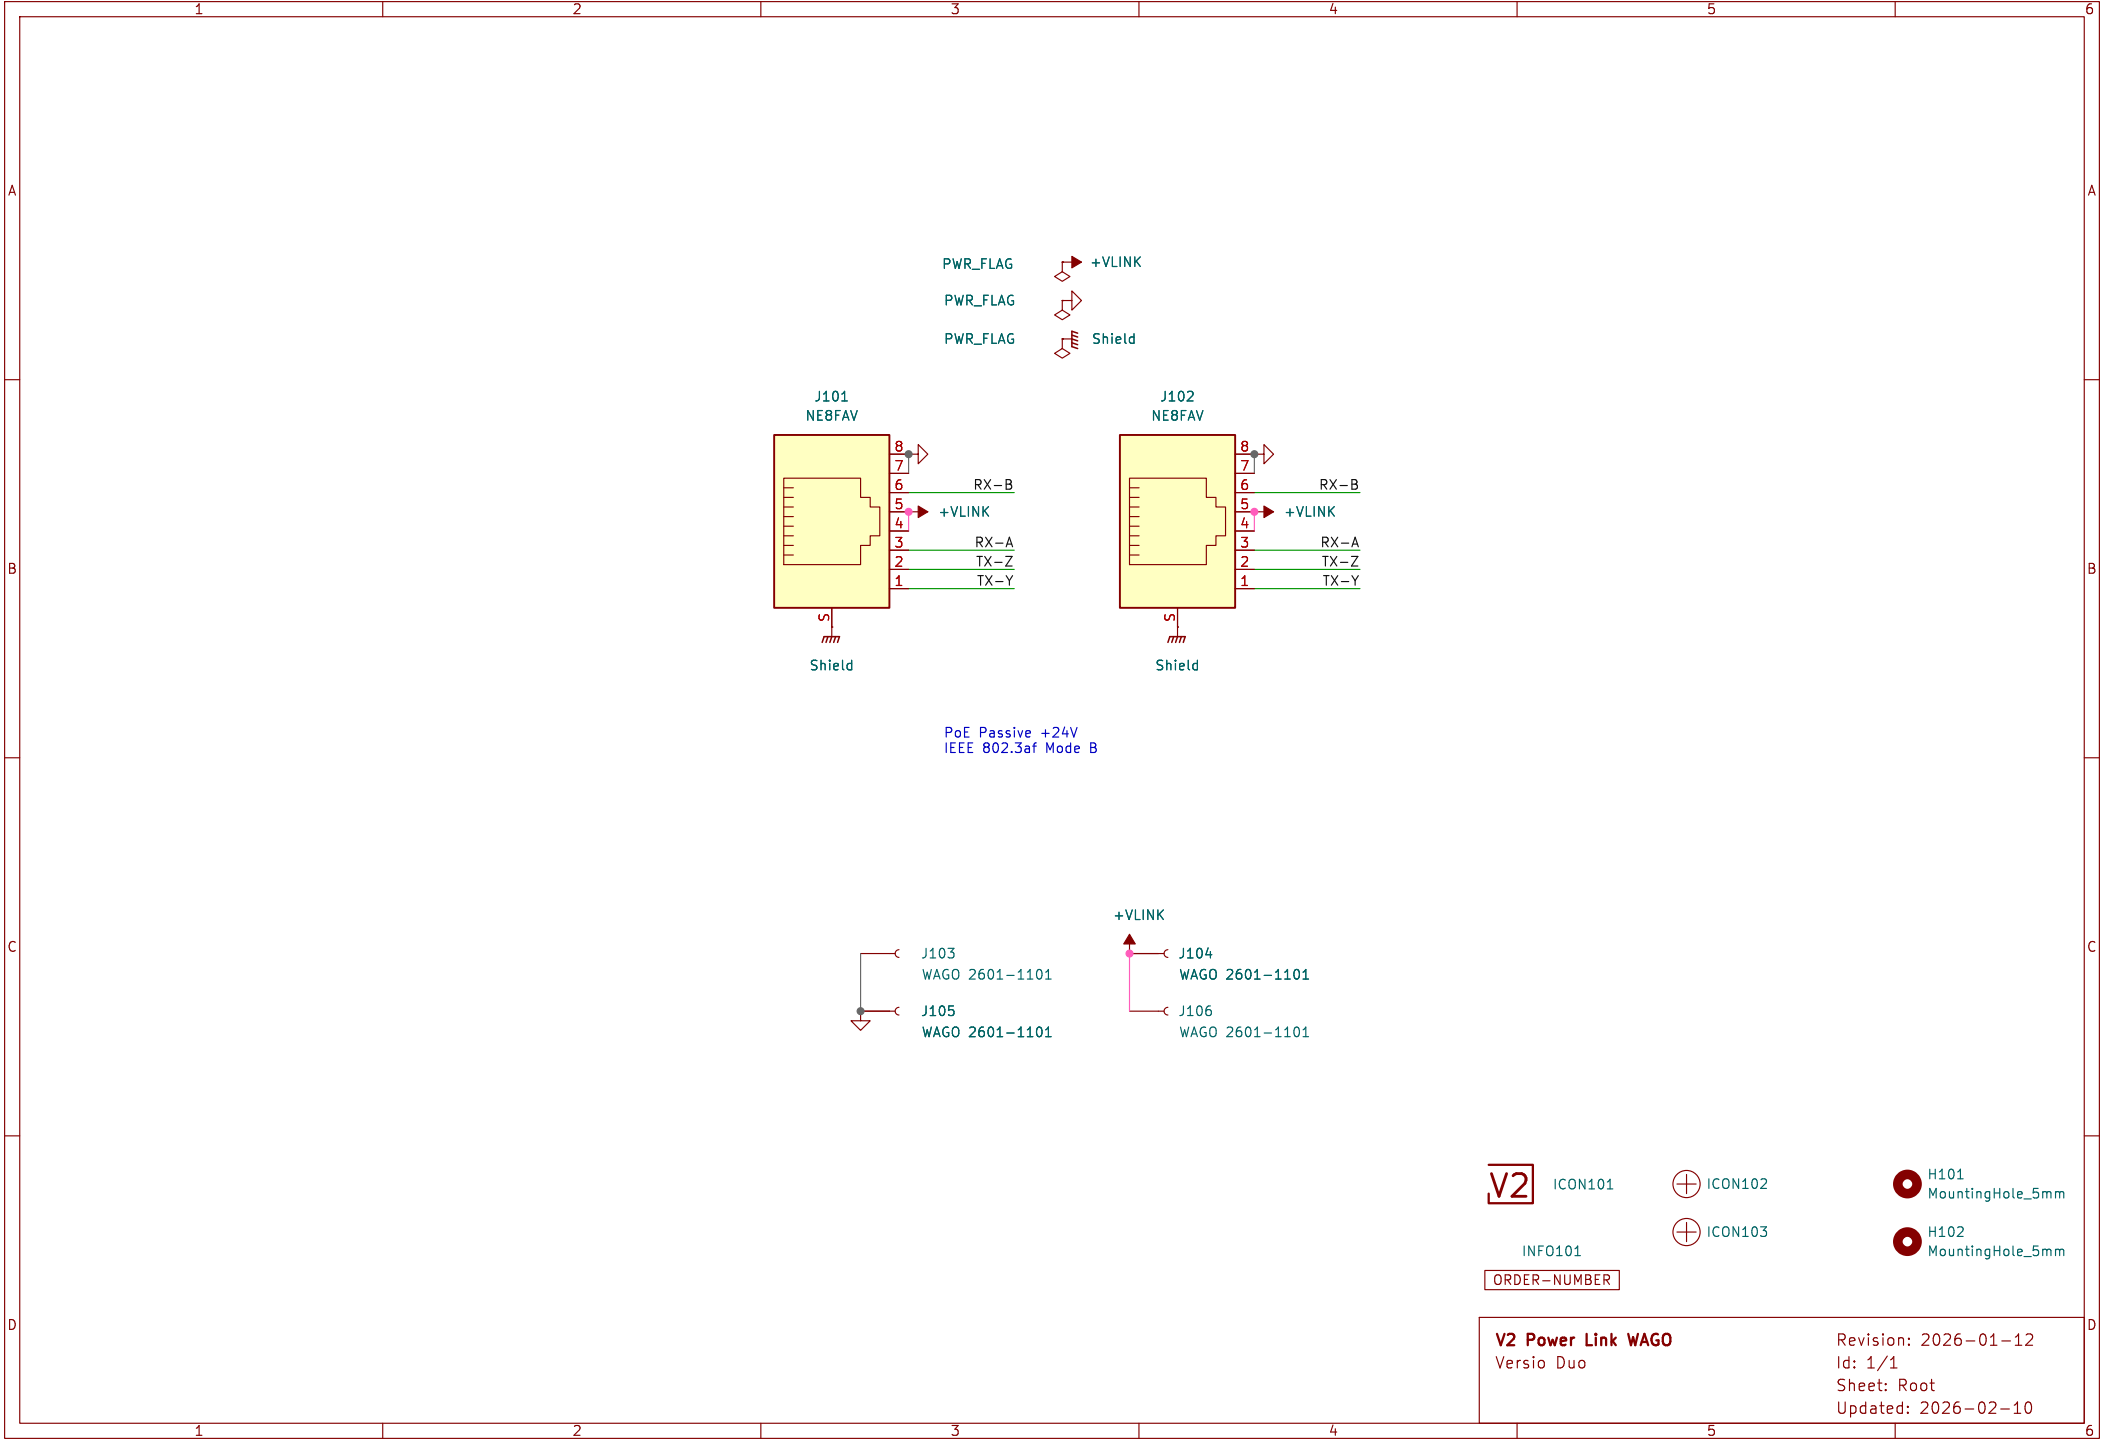 1 2 3 4 5 6
A A
PWR_FLAG +VLINK
PWR_FLAG
PWR_FLAG Shield
J101
NE8FAV
8
7
6 RX-B
5 +VLINK
4
3 RX-A
2 TX-Z
1 TX-Y
S
Shield
J102
NE8FAV
8
7
6 RX-B
5 +VLINK
4
3 RX-A
2 TX-Z
1 TX-Y
S
Shield
B B
PoE Passive +24V
IEEE 802.3af Mode B
+VLINK
C C
J103
WAGO 2601-1101
J104
WAGO 2601-1101
J105
WAGO 2601-1101
J106
WAGO 2601-1101
V2 ICON101
ICON102
ICON103
H101
MountingHole_5mm
H102
MountingHole_5mm
INFO101
ORDER-NUMBER
D D
V2 Power Link WAGO
Versio Duo
Revision: 2026-01-12
Id: 1/1
Sheet: Root
Updated: 2026-02-10
1 2 3 4 5 6